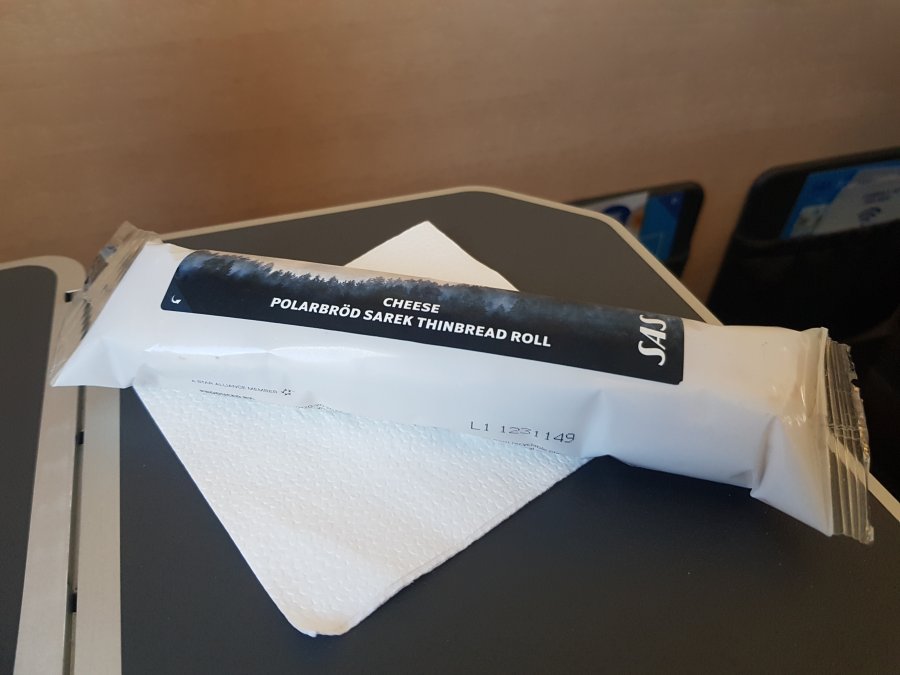 CHEESE
POLARBRÖD SAREK THINBREAD ROLL
SAS
A STAR ALLIANCE MEMBER
L1 1231149